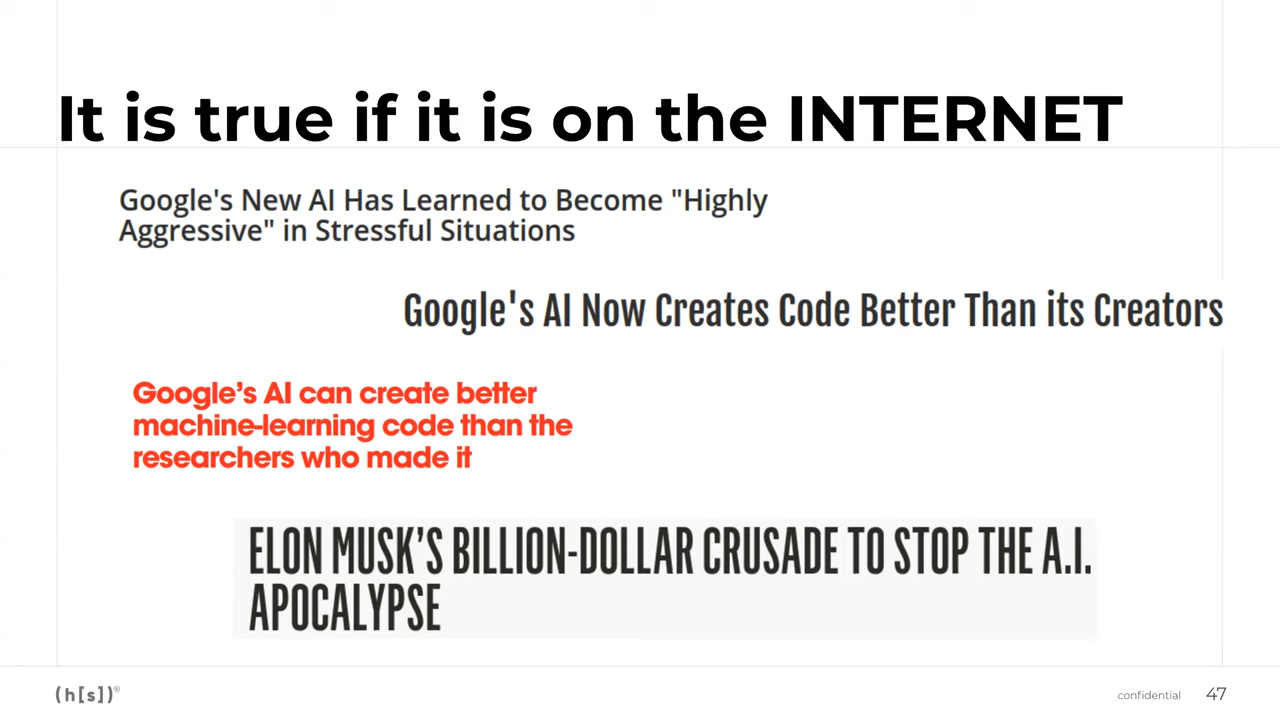 It is true if it is on the INTERNET
Google's New AI Has Learned to Become "Highly
Aggressive" in Stressful Situations
Google's AI Now Creates Code Better Than its Creators
Google’s AI can create better
machine-learning code than the
researchers who made it
ELON MUSK’S BILLION-DOLLAR CRUSADE TO STOP THE A.I.
APOCALYPSE
(h[s])®
confidential 47